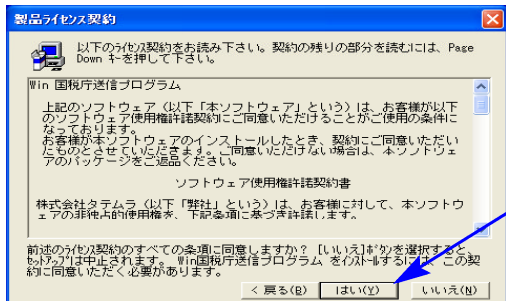 製品ライセンス契約
以下のライセンス契約をお読み下さい。契約の残りの部分を読むには、Page
Down キーを押して下さい。
Win 国税庁送信プログラム
上記のソフトウェア（以下「本ソフトウェア」という）は、お客様が以下
のソフトウェア使用権許諾契約にご同意いただけることがご使用の条件に
なっております。
お客様が本ソフトウェアのインストールしたとき、契約にご同意いただい
たものとさせていただきます。ご同意いただけない場合は、本ソフトウェ
アのパッケージをご返品ください。
ソフトウェア使用権許諾契約書
株式会社タテムラ（以下「弊社」という）は、お客様に対して、本ソフトウ
ェアの非独占的使用権を、下記条項に基づき許諾します。
前述のライセンス契約のすべての条項に同意しますか？ [いいえ]ボタンを選択すると、
セットアップは中止されます。 Win国税庁送信プログラム をインストールするには、この契
約に同意いただく必要があります。
< 戻る(B) はい(Y) いいえ(N)